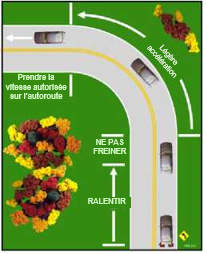 Légère
accélération
Prendre la
vitesse autorisée
sur l'autoroute
NE PAS
FREINER
RALENTIR